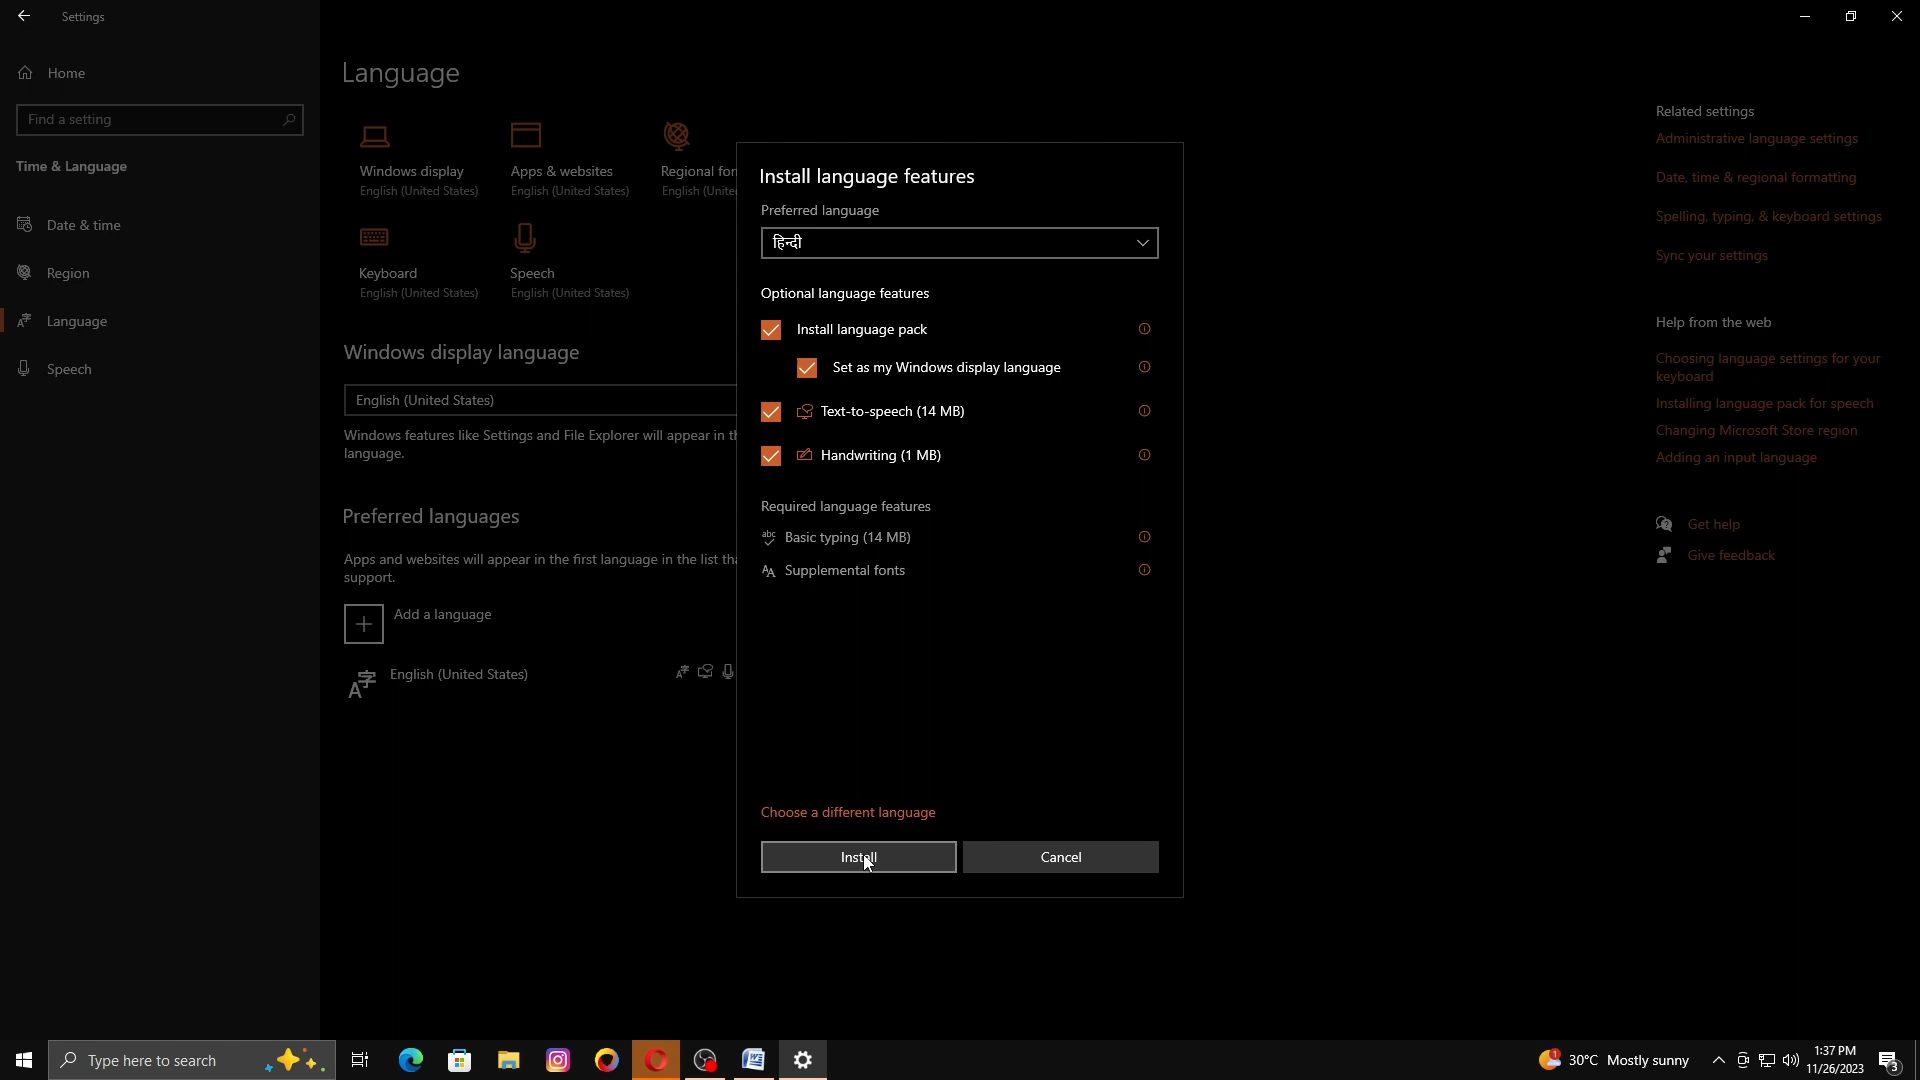 Settings
Home
Find a setting
Time & Language
Date & time
Region
Language
Speech
Language
Windows display
English (United States)
Apps & websites
English (United States)
Regional for
English (Unite
Keyboard
English (United States)
Speech
English (United States)
Windows display language
English (United States)
Windows features like Settings and File Explorer will appear in th
language.
Preferred languages
Apps and websites will appear in the first language in the list tha
support.
Add a language
English (United States)
Install language features
Preferred language
हिन्दी
Optional language features
Install language pack
Set as my Windows display language
Text-to-speech (14 MB)
Handwriting (1 MB)
Required language features
Basic typing (14 MB)
Supplemental fonts
Choose a different language
Install
Cancel
Related settings
Administrative language settings
Date, time & regional formatting
Spelling, typing, & keyboard settings
Sync your settings
Help from the web
Choosing language settings for your
keyboard
Installing language pack for speech
Changing Microsoft Store region
Adding an input language
Get help
Give feedback
Type here to search
30°C Mostly sunny
1:37 PM
11/26/2023
3